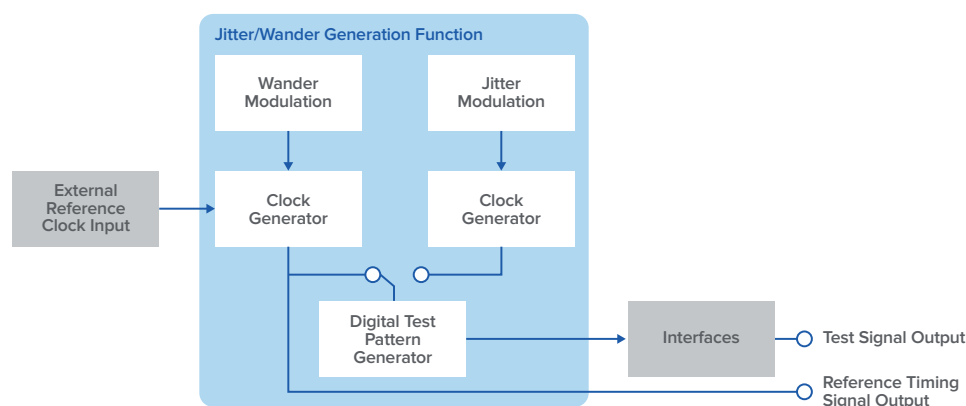 Jitter/Wander Generation Function
Wander
Modulation
Jitter
Modulation
External
Reference
Clock Input
Clock
Generator
Clock
Generator
Digital Test
Pattern
Generator
Interfaces
Test Signal Output
Reference Timing
Signal Output